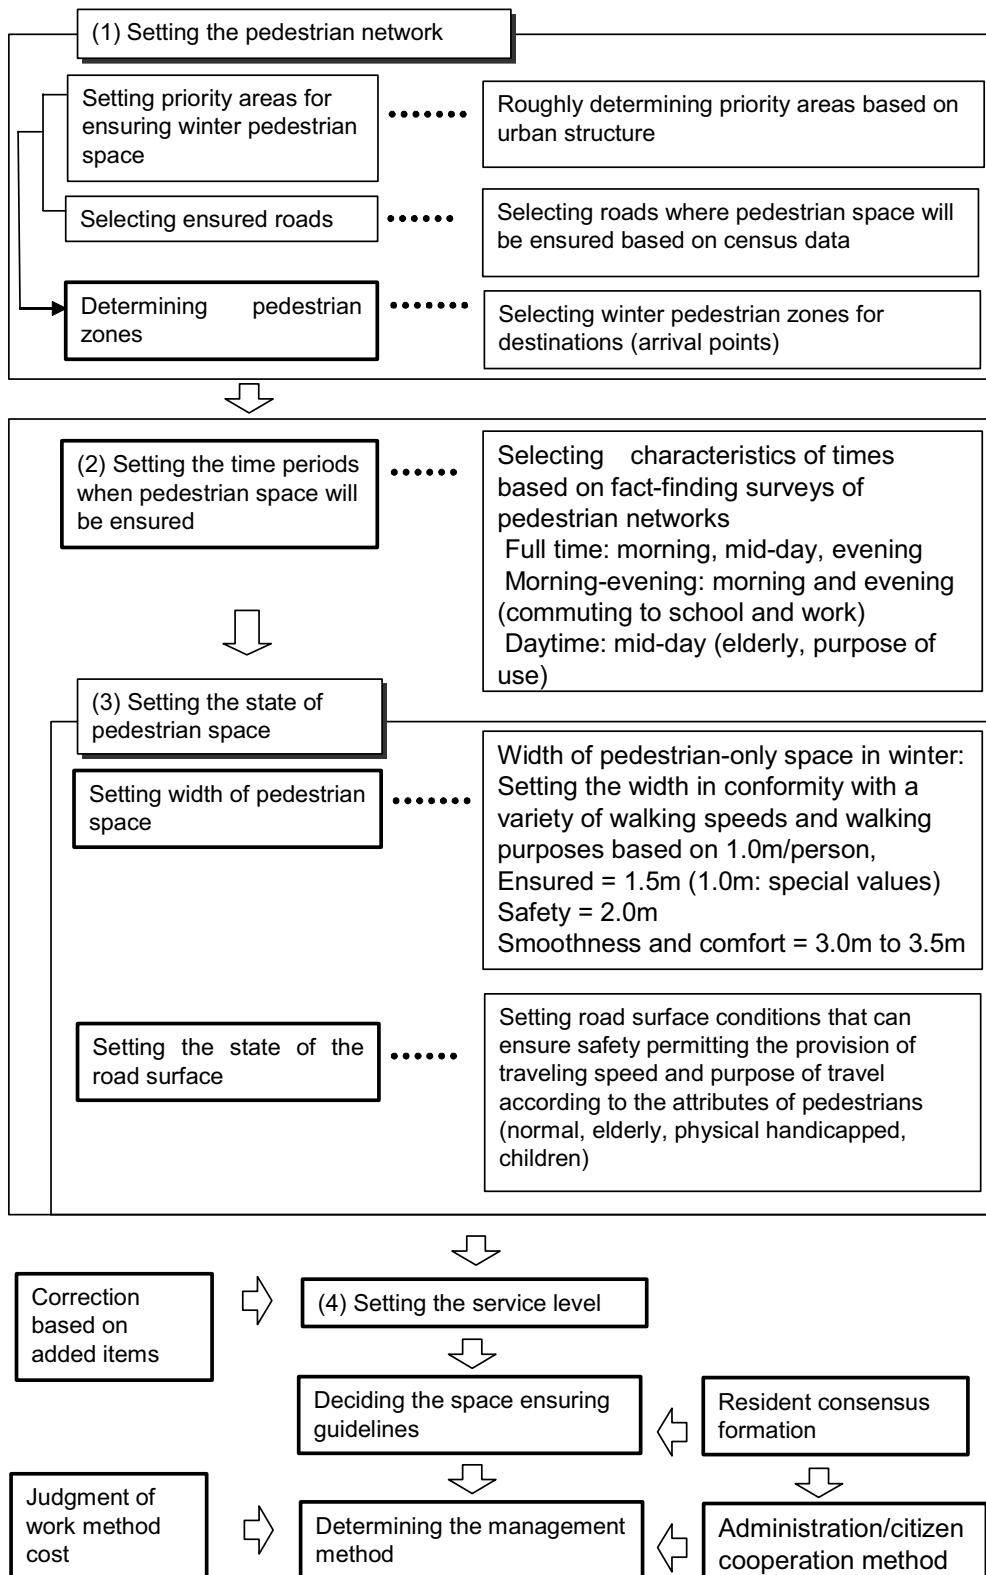 (1) Setting the pedestrian network
Setting priority areas for
ensuring winter pedestrian
space
Roughly determining priority areas based on
urban structure
Selecting ensured roads
Selecting roads where pedestrian space will
be ensured based on census data
Determining pedestrian
zones
Selecting winter pedestrian zones for
destinations (arrival points)
(2) Setting the time periods
when pedestrian space will
be ensured
Selecting characteristics of times
based on fact-finding surveys of
pedestrian networks
Full time: morning, mid-day, evening
Morning-evening: morning and evening
(commuting to school and work)
Daytime: mid-day (elderly, purpose of
use)
(3) Setting the state of
pedestrian space
Setting width of pedestrian
space
Width of pedestrian-only space in winter:
Setting the width in conformity with a
variety of walking speeds and walking
purposes based on 1.0m/person,
Ensured = 1.5m (1.0m: special values)
Safety = 2.0m
Smoothness and comfort = 3.0m to 3.5m
Setting the state of the
road surface
Setting road surface conditions that can
ensure safety permitting the provision of
traveling speed and purpose of travel
according to the attributes of pedestrians
(normal, elderly, physical handicapped,
children)
Correction
based on
added items
(4) Setting the service level
Deciding the space ensuring
guidelines
Resident consensus
formation
Judgment of
work method
cost
Determining the management
method
Administration/citizen
cooperation method